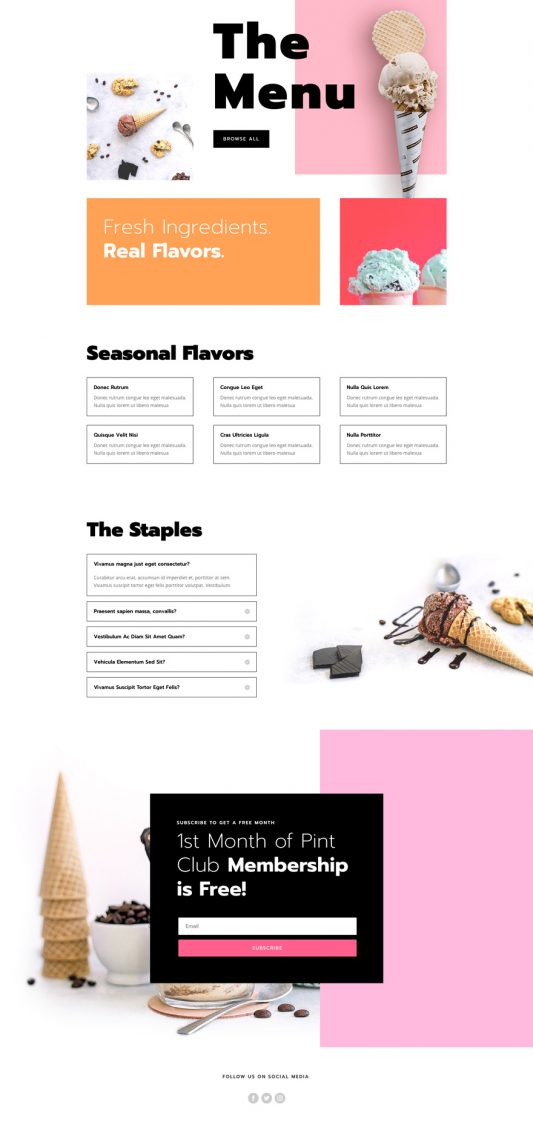 The
Menu
BROWSE ALL
Fresh Ingredients.
Real Flavors.
Seasonal Flavors
Donec Rutrum
Donec rutrum congue leo eget malesuada.
Nulla quis lorem ut libero malesua
Congue Leo Eget
Donec rutrum congue leo eget malesuada.
Nulla quis lorem ut libero malesua
Nulla Quis Lorem
Donec rutrum congue leo eget malesuada.
Nulla quis lorem ut libero malesua
Quisque Velit Nisi
Donec rutrum congue leo eget malesuada.
Nulla quis lorem ut libero malesua
Cras Ultricies Ligula
Donec rutrum congue leo eget malesuada.
Nulla quis lorem ut libero malesua
Nulla Porttitor
Donec rutrum congue leo eget malesuada.
Nulla quis lorem ut libero malesua
The Staples
Vivamus magna just eget consectetur?
Curabitur arcu erat, accumsan id imperdiet et, porttitor at sem.
Vivamus suscipit tortor eget felis porttitor volutpat. Vestibulum
Praesent sapien massa, convallis?
Vestibulum Ac Diam Sit Amet Quam?
Vehicula Elementum Sed Sit?
Vivamus Suscipit Tortor Eget Felis?
SUBSCRIBE TO GET A FREE MONTH
1st Month of Pint
Club Membership
is Free!
Email
SUBSCRIBE
FOLLOW US ON SOCIAL MEDIA